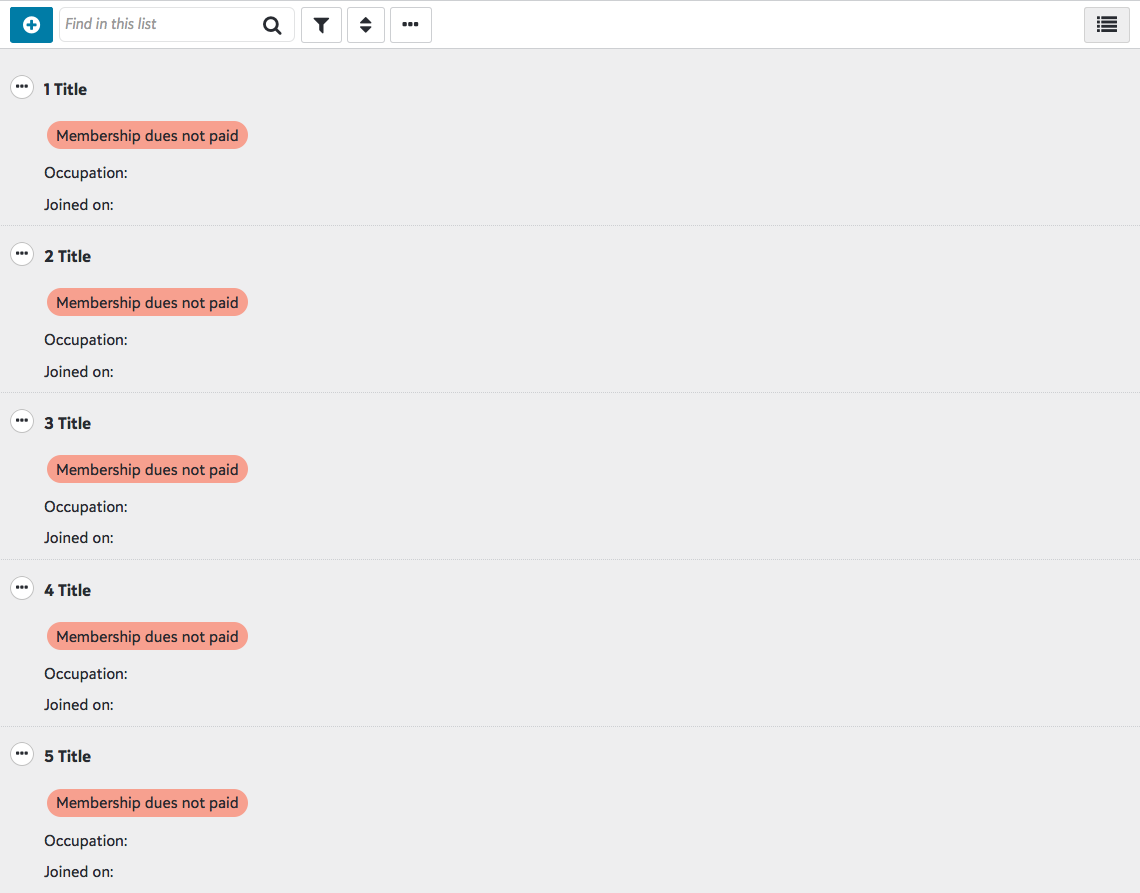 Find in this list
1 Title
Membership dues not paid
Occupation:
Joined on:
2 Title
Membership dues not paid
Occupation:
Joined on:
3 Title
Membership dues not paid
Occupation:
Joined on:
4 Title
Membership dues not paid
Occupation:
Joined on:
5 Title
Membership dues not paid
Occupation:
Joined on: